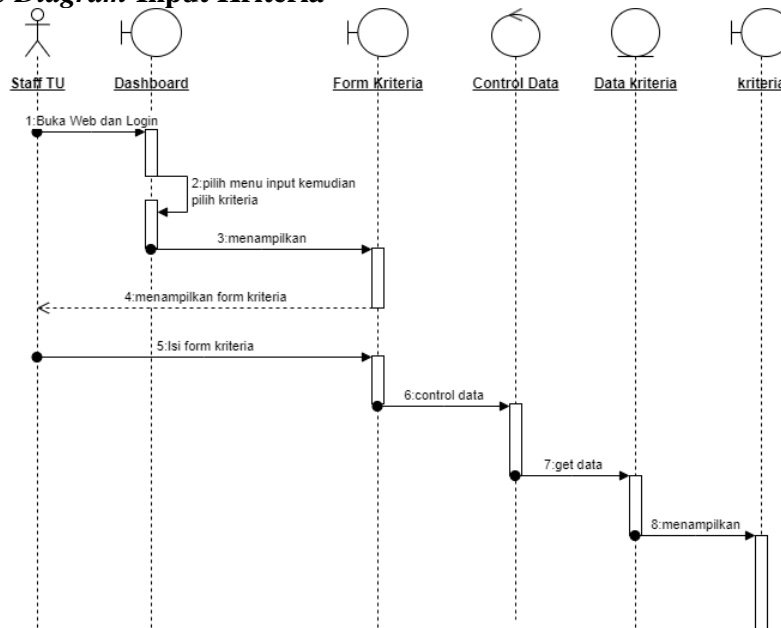 Diagram Input Kriteria
Staff TU
Dashboard
Form Kriteria
Control Data
Data kriteria
kriteria
1:Buka Web dan Login
2:pilih menu input kemudian
pilih kriteria
3:menampilkan
4:menampilkan form kriteria
5:Isi form kriteria
6:control data
7:get data
8:menampilkan